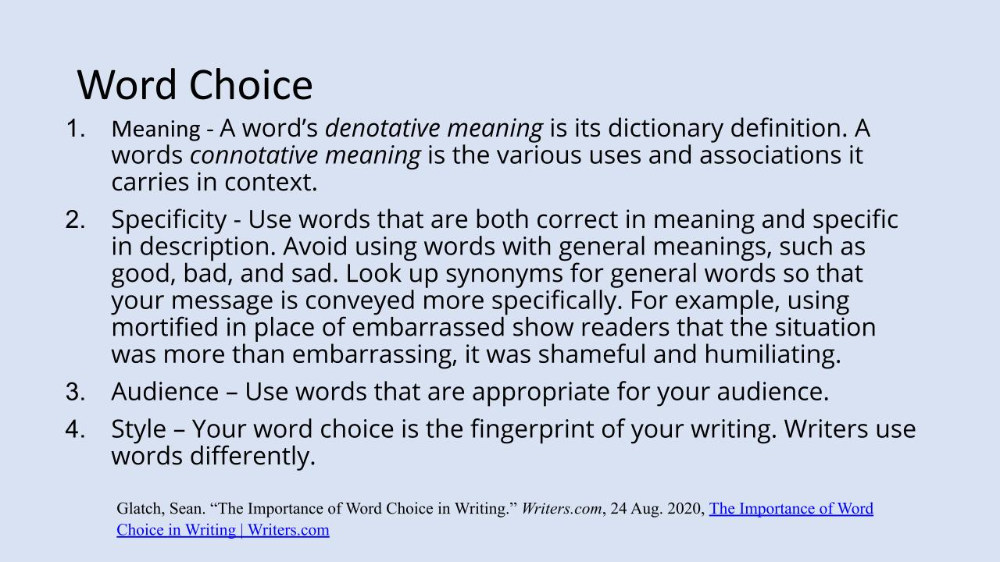 Word Choice
1. Meaning - A word’s denotative meaning is its dictionary definition. A
words connotative meaning is the various uses and associations it
carries in context.
2. Specificity - Use words that are both correct in meaning and specific
in description. Avoid using words with general meanings, such as
good, bad, and sad. Look up synonyms for general words so that
your message is conveyed more specifically. For example, using
mortified in place of embarrassed show readers that the situation
was more than embarrassing, it was shameful and humiliating.
3. Audience – Use words that are appropriate for your audience.
4. Style – Your word choice is the fingerprint of your writing. Writers use
words differently.
Glatch, Sean. “The Importance of Word Choice in Writing.” Writers.com, 24 Aug. 2020, The Importance of Word
Choice in Writing | Writers.com